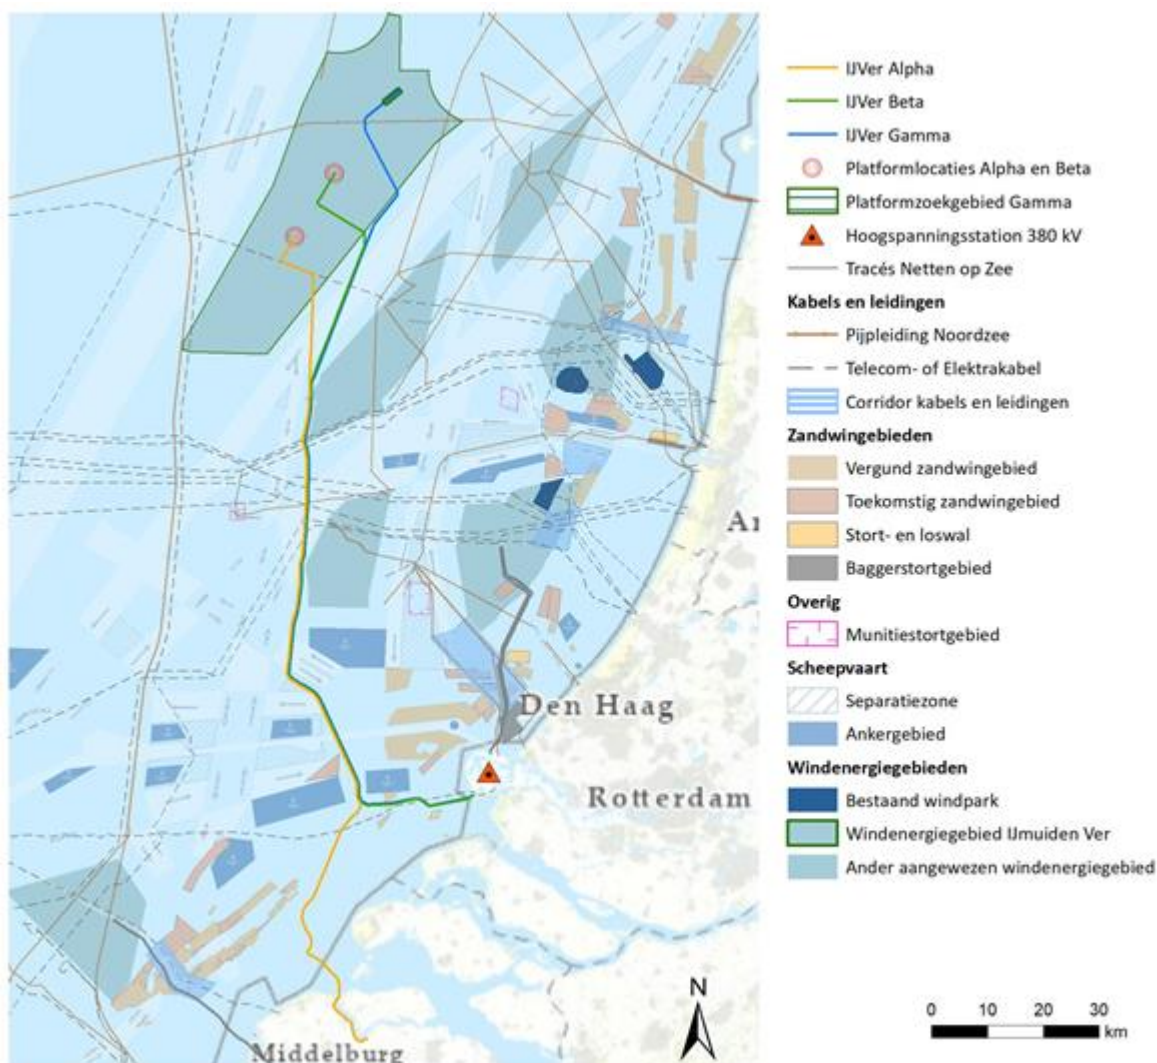 IJVer Alpha
IJVer Beta
IJVer Gamma
Platformlocaties Alpha en Beta
Platformzoekgebied Gamma
Hoogspanningsstation 380 kV
Tracés Netten op Zee
Kabels en leidingen
Pijpleiding Noordzee
Telecom- of Elektrakabel
Corridor kabels en leidingen
Zandwingebieden
Vergund zandwingebied
Toekomstig zandwingebied
Stort- en loswal
Baggerstortgebied
Overig
Munitiestortgebied
Scheepvaart
Separatiezone
Ankergebied
Windenergiegebieden
Bestaand windpark
Windenergiegebied IJmuiden Ver
Ander aangewezen windenergiegebied
Den Haag
Rotterdam
Middelburg
N
0 10 20 30
km